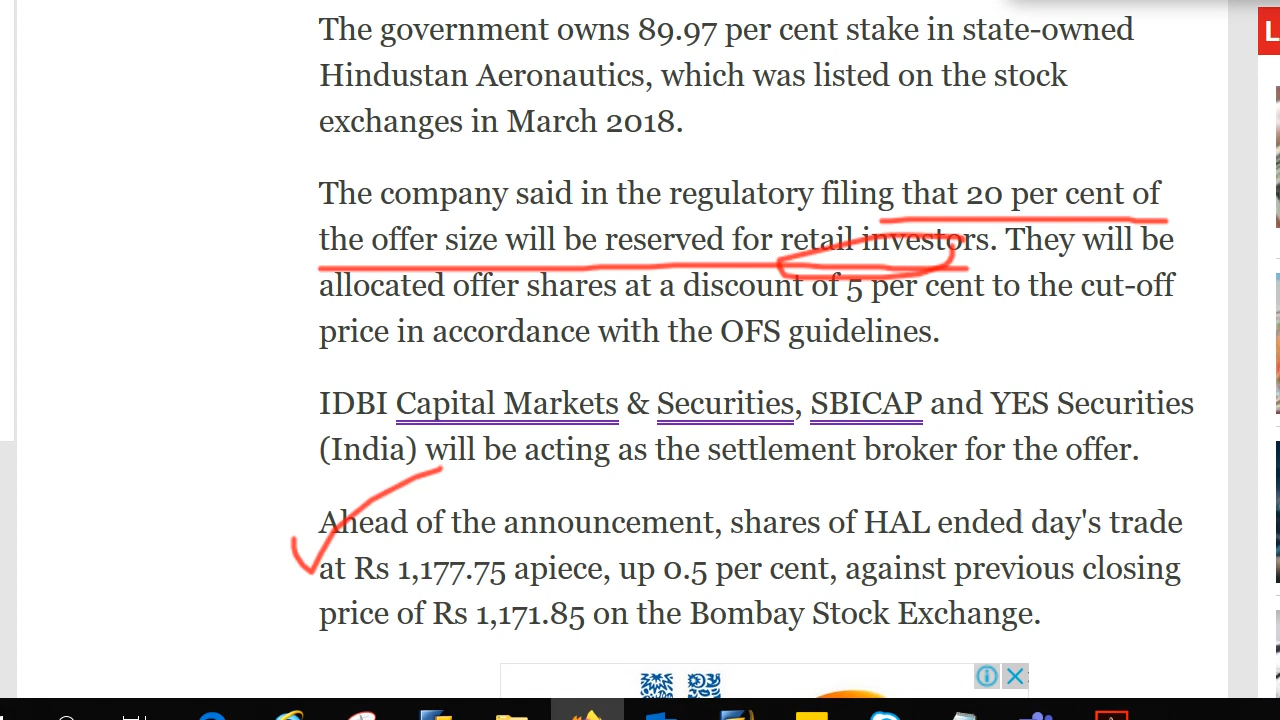 The government owns 89.97 per cent stake in state-owned
Hindustan Aeronautics, which was listed on the stock
exchanges in March 2018.
The company said in the regulatory filing that 20 per cent of
the offer size will be reserved for retail investors. They will be
allocated offer shares at a discount of 5 per cent to the cut-off
price in accordance with the OFS guidelines.
IDBI Capital Markets & Securities, SBICAP and YES Securities
(India) will be acting as the settlement broker for the offer.
Ahead of the announcement, shares of HAL ended day's trade
at Rs 1,177.75 apiece, up 0.5 per cent, against previous closing
price of Rs 1,171.85 on the Bombay Stock Exchange.